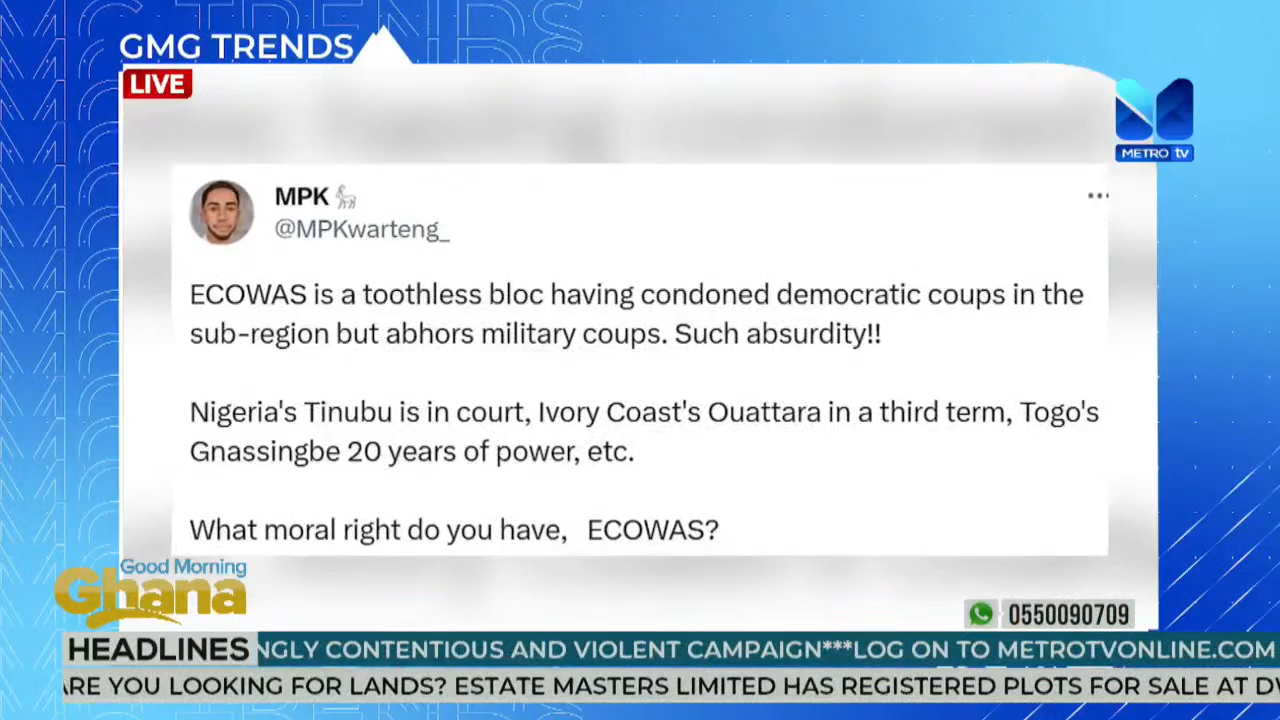 GMG TRENDS
LIVE
METRO tv
MPK
@MPKwarteng_
ECOWAS is a toothless bloc having condoned democratic coups in the
sub-region but abhors military coups. Such absurdity!!
Nigeria's Tinubu is in court, Ivory Coast's Ouattara in a third term, Togo's
Gnassingbe 20 years of power, etc.
What moral right do you have, ECOWAS?
Good Morning
Ghana
0550090709
HEADLINES
NGLY CONTENTIOUS AND VIOLENT CAMPAIGN***LOG ON TO METROTVONLINE.COM
ARE YOU LOOKING FOR LANDS? ESTATE MASTERS LIMITED HAS REGISTERED PLOTS FOR SALE AT